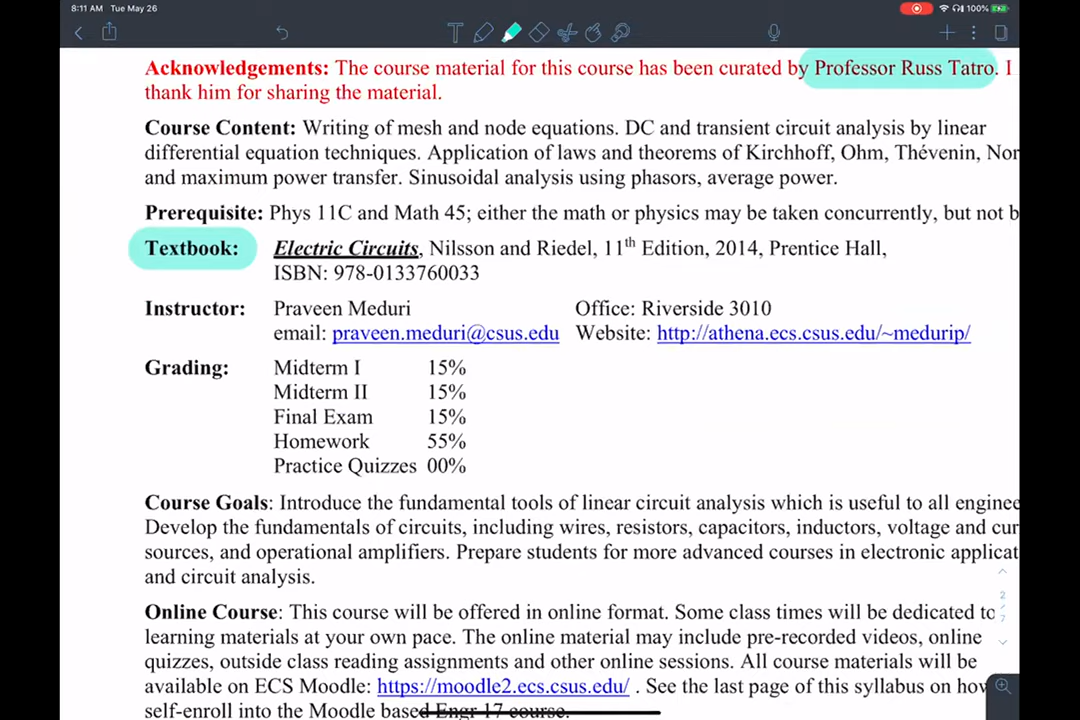 8:11 AM Tue May 26
100%
Acknowledgements: The course material for this course has been curated by Professor Russ Tatro. I
thank him for sharing the material.
Course Content: Writing of mesh and node equations. DC and transient circuit analysis by linear
differential equation techniques. Application of laws and theorems of Kirchhoff, Ohm, Thévenin, Nor
and maximum power transfer. Sinusoidal analysis using phasors, average power.
Prerequisite: Phys 11C and Math 45; either the math or physics may be taken concurrently, but not b
Textbook: Electric Circuits, Nilsson and Riedel, 11th Edition, 2014, Prentice Hall,
ISBN: 978-0133760033
Instructor: Praveen Meduri Office: Riverside 3010
email: praveen.meduri@csus.edu Website: http://athena.ecs.csus.edu/~medurip/
Grading: Midterm I 15%
Midterm II 15%
Final Exam 15%
Homework 55%
Practice Quizzes 00%
Course Goals: Introduce the fundamental tools of linear circuit analysis which is useful to all enginee
Develop the fundamentals of circuits, including wires, resistors, capacitors, inductors, voltage and cur
sources, and operational amplifiers. Prepare students for more advanced courses in electronic applicat
and circuit analysis.
Online Course: This course will be offered in online format. Some class times will be dedicated to
learning materials at your own pace. The online material may include pre-recorded videos, online
quizzes, outside class reading assignments and other online sessions. All course materials will be
available on ECS Moodle: https://moodle2.ecs.csus.edu/ . See the last page of this syllabus on how
self-enroll into the Moodle based Engr 17 course.
2
7